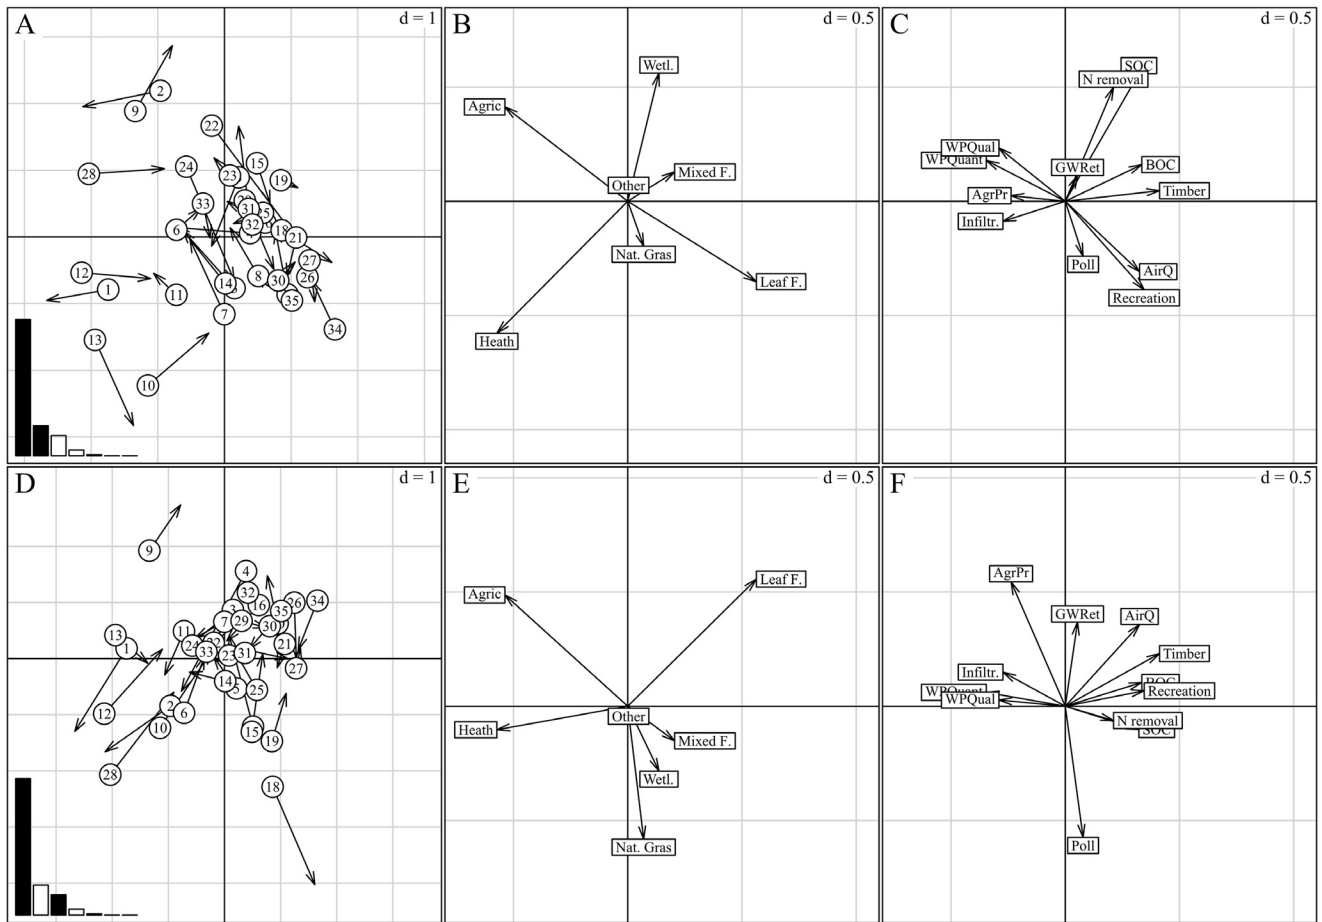 A
d = 1
2
9
22
28
24
15
23
19
33
31
25
32
6
18
21
12
1
11
14
8
30
27
26
35
7
34
13
10
B
d = 0.5
Wetl.
Agric
Mixed F.
Other
Nat. Gras
Leaf F.
Heath
C
d = 0.5
SOC
N removal
WPQual
WPQuant
GWRet
BOC
AgrPr
Timber
Infiltr.
Poll
AirQ
Recreation
D
d = 1
9
4
32
16
26
34
3
35
7
29
30
11
13
1
24
22
33
23
31
21
27
14
5
25
2
12
6
10
15
19
28
18
E
d = 0.5
Leaf F.
Agric
Other
Heath
Mixed F.
Wetl.
Nat. Gras
F
d = 0.5
AgrPr
GWRet
AirQ
Timber
Infiltr.
BOC
WPQuant
Recreation
WPQual
N removal
SOC
Poll